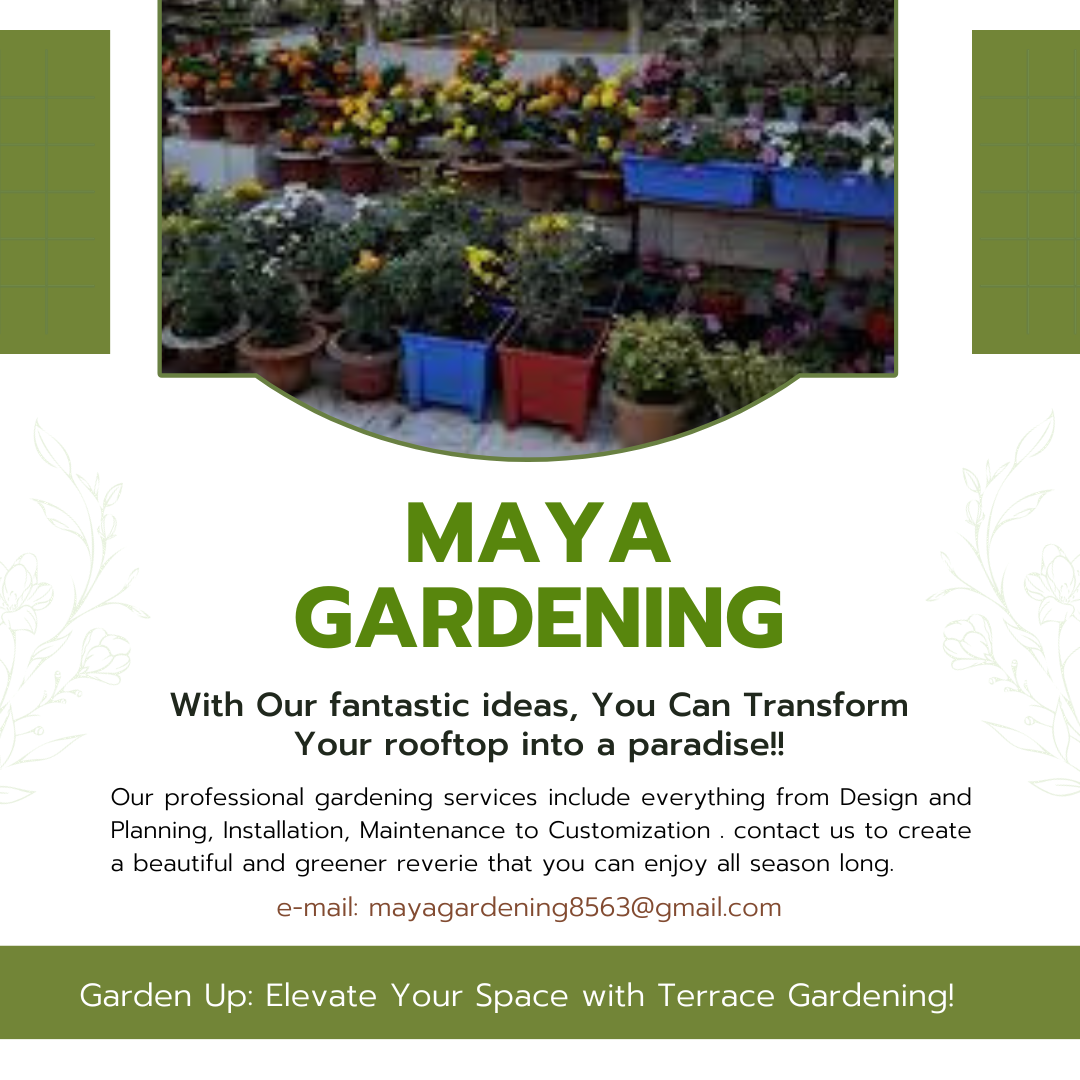 MAYA
GARDENING
With Our fantastic ideas, You Can Transform
Your rooftop into a paradise!!
Our professional gardening services include everything from Design and
Planning, Installation, Maintenance to Customization . contact us to create
a beautiful and greener reverie that you can enjoy all season long.
e-mail: mayagardening8563@gmail.com
Garden Up: Elevate Your Space with Terrace Gardening!